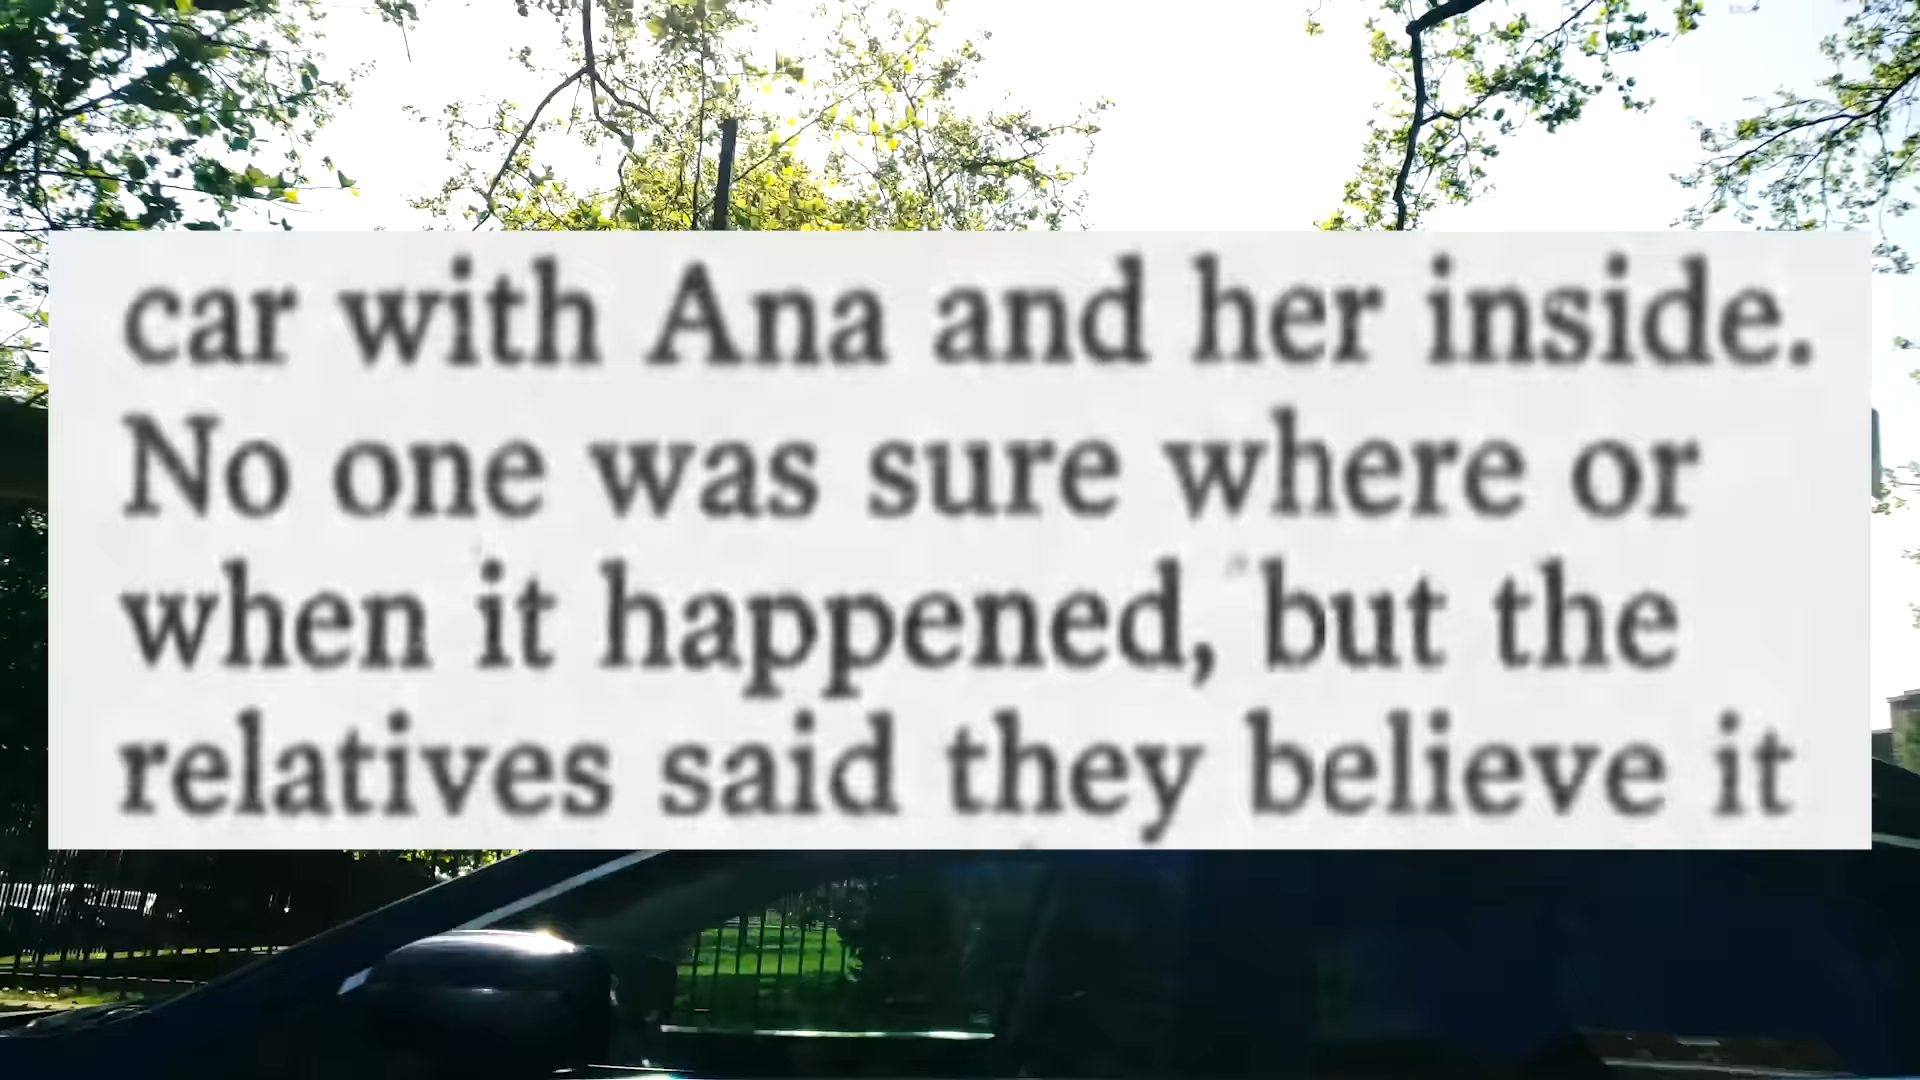 car with Ana and her inside.
No one was sure where or
when it happened, but the
relatives said they believe it